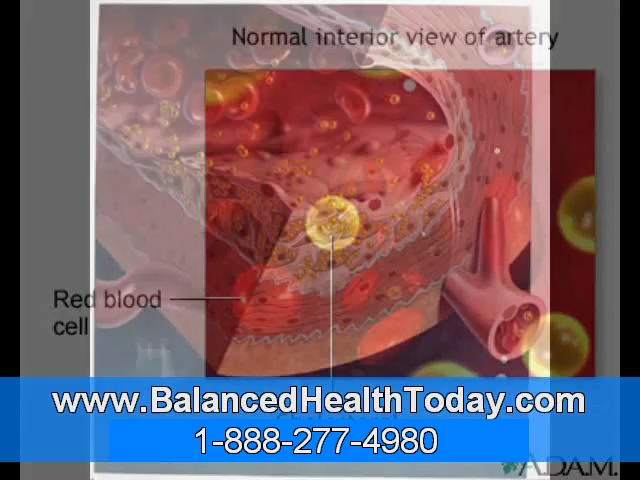 Normal interior view of artery
Red blood
cell
www.BalancedHealthToday.com
1-888-277-4980
A.D.A.M.